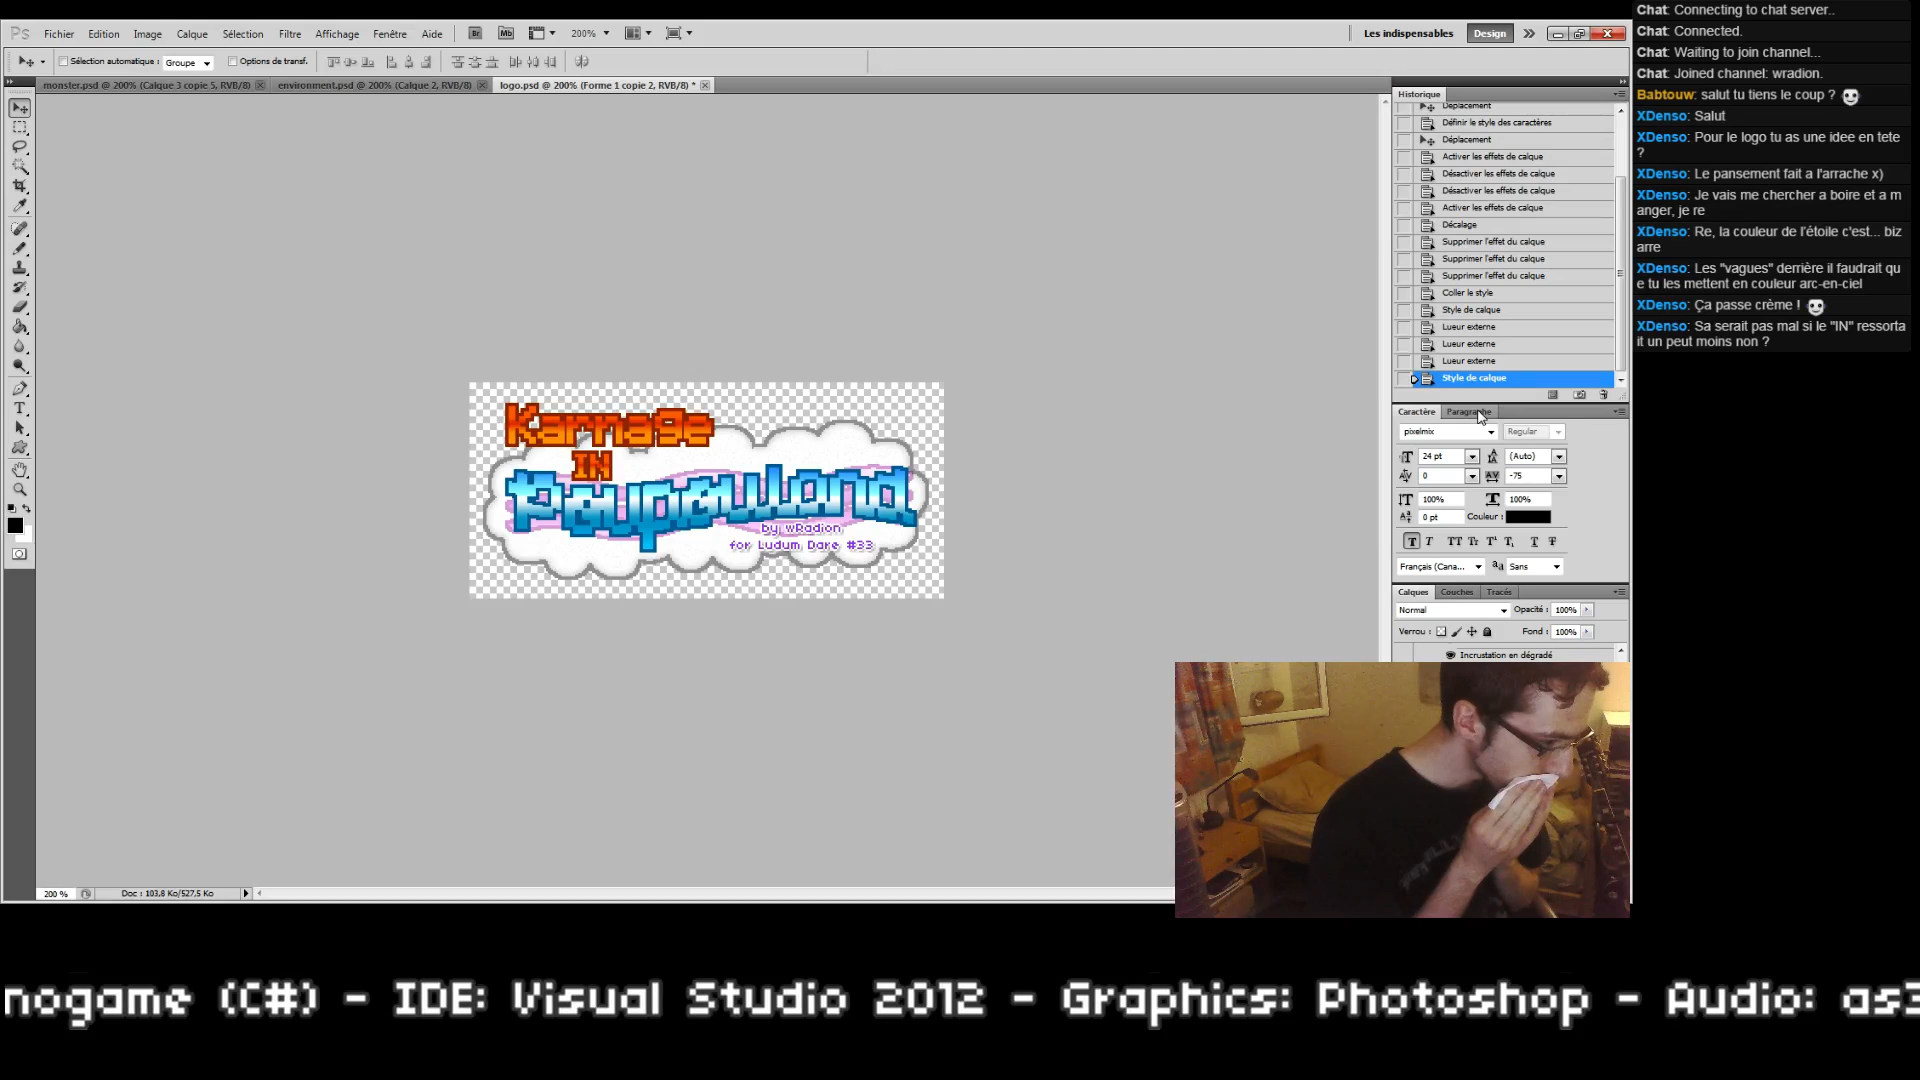 Ps Fichier Edition Image Calque Sélection Filtre Affichage Fenêtre Aide Br Mb 200% Les indispensables Design
Sélection automatique : Groupe Options de transf.
monster.psd @ 200% (Calque 3 copie 5, RVB/8) environment.psd @ 200% (Calque 2, RVB/8) logo.psd @ 200% (Forme 1 copie 2, RVB/8) *
Karnage
IN
Poupouland
by wRadion
for Ludum Dare #33
200 % Doc : 103,8 Ko/527,5 Ko
Historique
Déplacement
Définir le style des caractères
Déplacement
Activer les effets de calque
Désactiver les effets de calque
Désactiver les effets de calque
Activer les effets de calque
Décalage
Supprimer l'effet du calque
Supprimer l'effet du calque
Supprimer l'effet du calque
Coller le style
Style de calque
Lueur externe
Lueur externe
Lueur externe
Style de calque
Caractère Paragraphe
pixelmix Regular
24 pt (Auto)
0 -75
100% 100%
0 pt Couleur :
T T TT Tr T¹ T₁ T T
Français (Cana... aa Sans
Calques Couches Tracés
Normal Opacité : 100%
Verrou : Fond : 100%
Incrustation en dégradé
Chat: Connecting to chat server..
Chat: Connected.
Chat: Waiting to join channel...
Chat: Joined channel: wradion.
Babtouw: salut tu tiens le coup ?
XDenso: Salut
XDenso: Pour le logo tu as une idee en tete
?
XDenso: Le pansement fait a l'arrache x)
XDenso: Je vais me chercher a boire et a m
anger, je re
XDenso: Re, la couleur de l'étoile c'est... biz
arre
XDenso: Les "vagues" derrière il faudrait qu
e tu les mettent en couleur arc-en-ciel
XDenso: Ça passe crème !
XDenso: Sa serait pas mal si le "IN" ressorta
it un peut moins non ?
nogame (C#) - IDE: Visual Studio 2012 - Graphics: Photoshop - Audio: as3